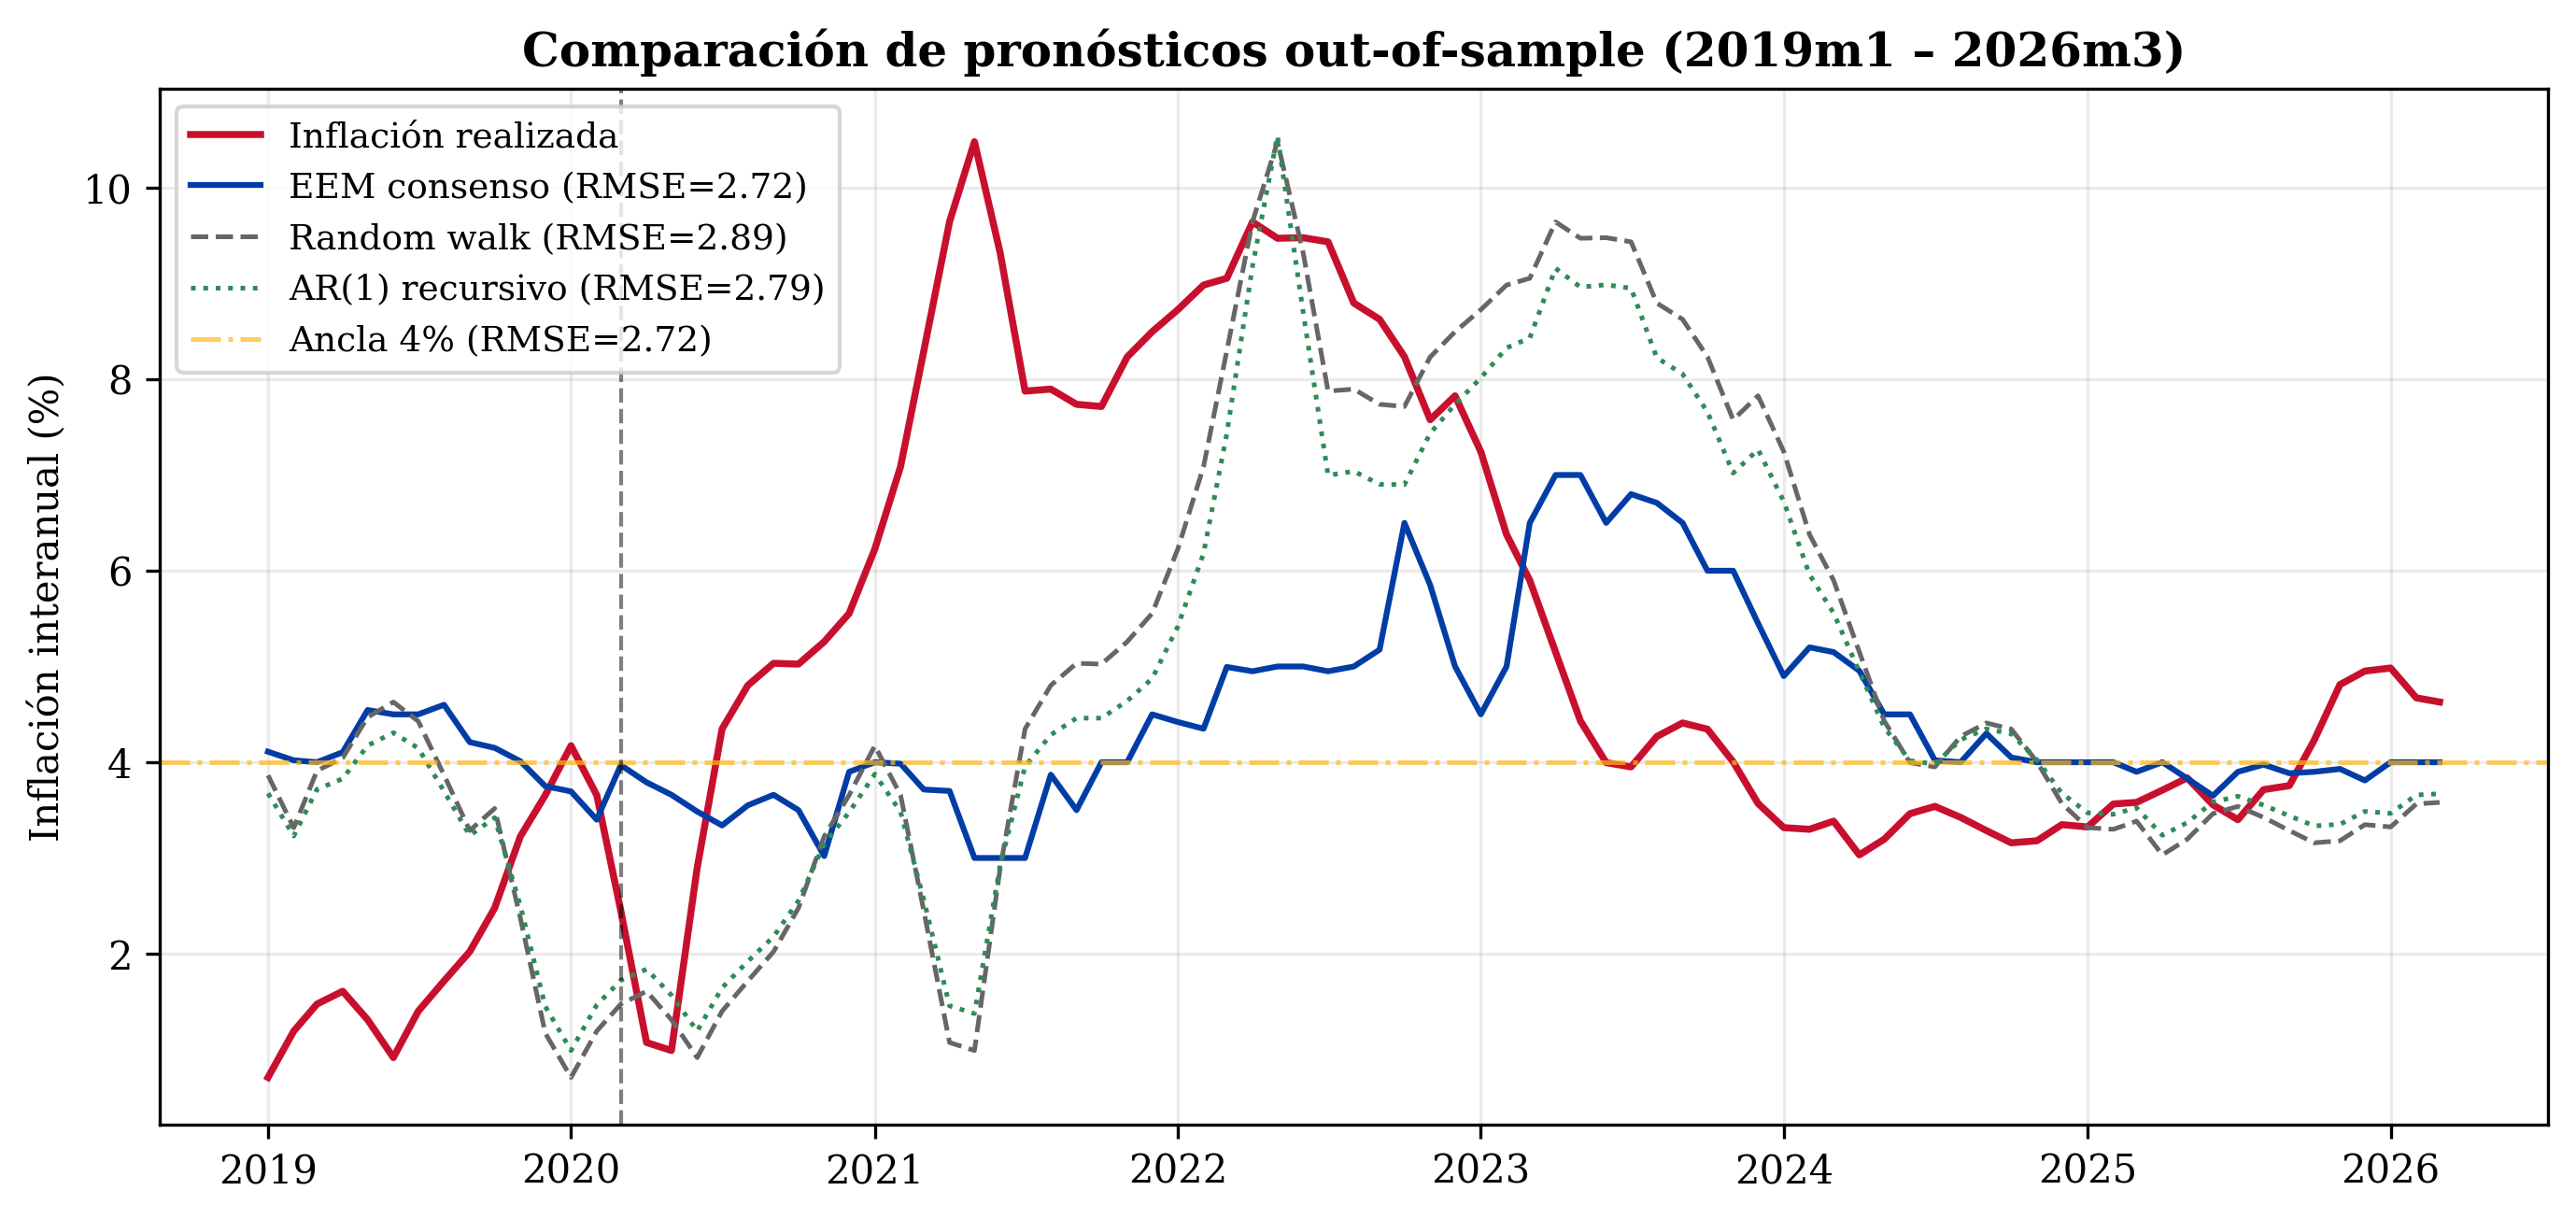 Comparación de pronósticos out-of-sample (2019m1 – 2026m3)
Inflación realizada
EEM consenso (RMSE=2.72)
Random walk (RMSE=2.89)
AR(1) recursivo (RMSE=2.79)
Ancla 4% (RMSE=2.72)
Inflación interanual (%)
10
8
6
4
2
2019
2020
2021
2022
2023
2024
2025
2026